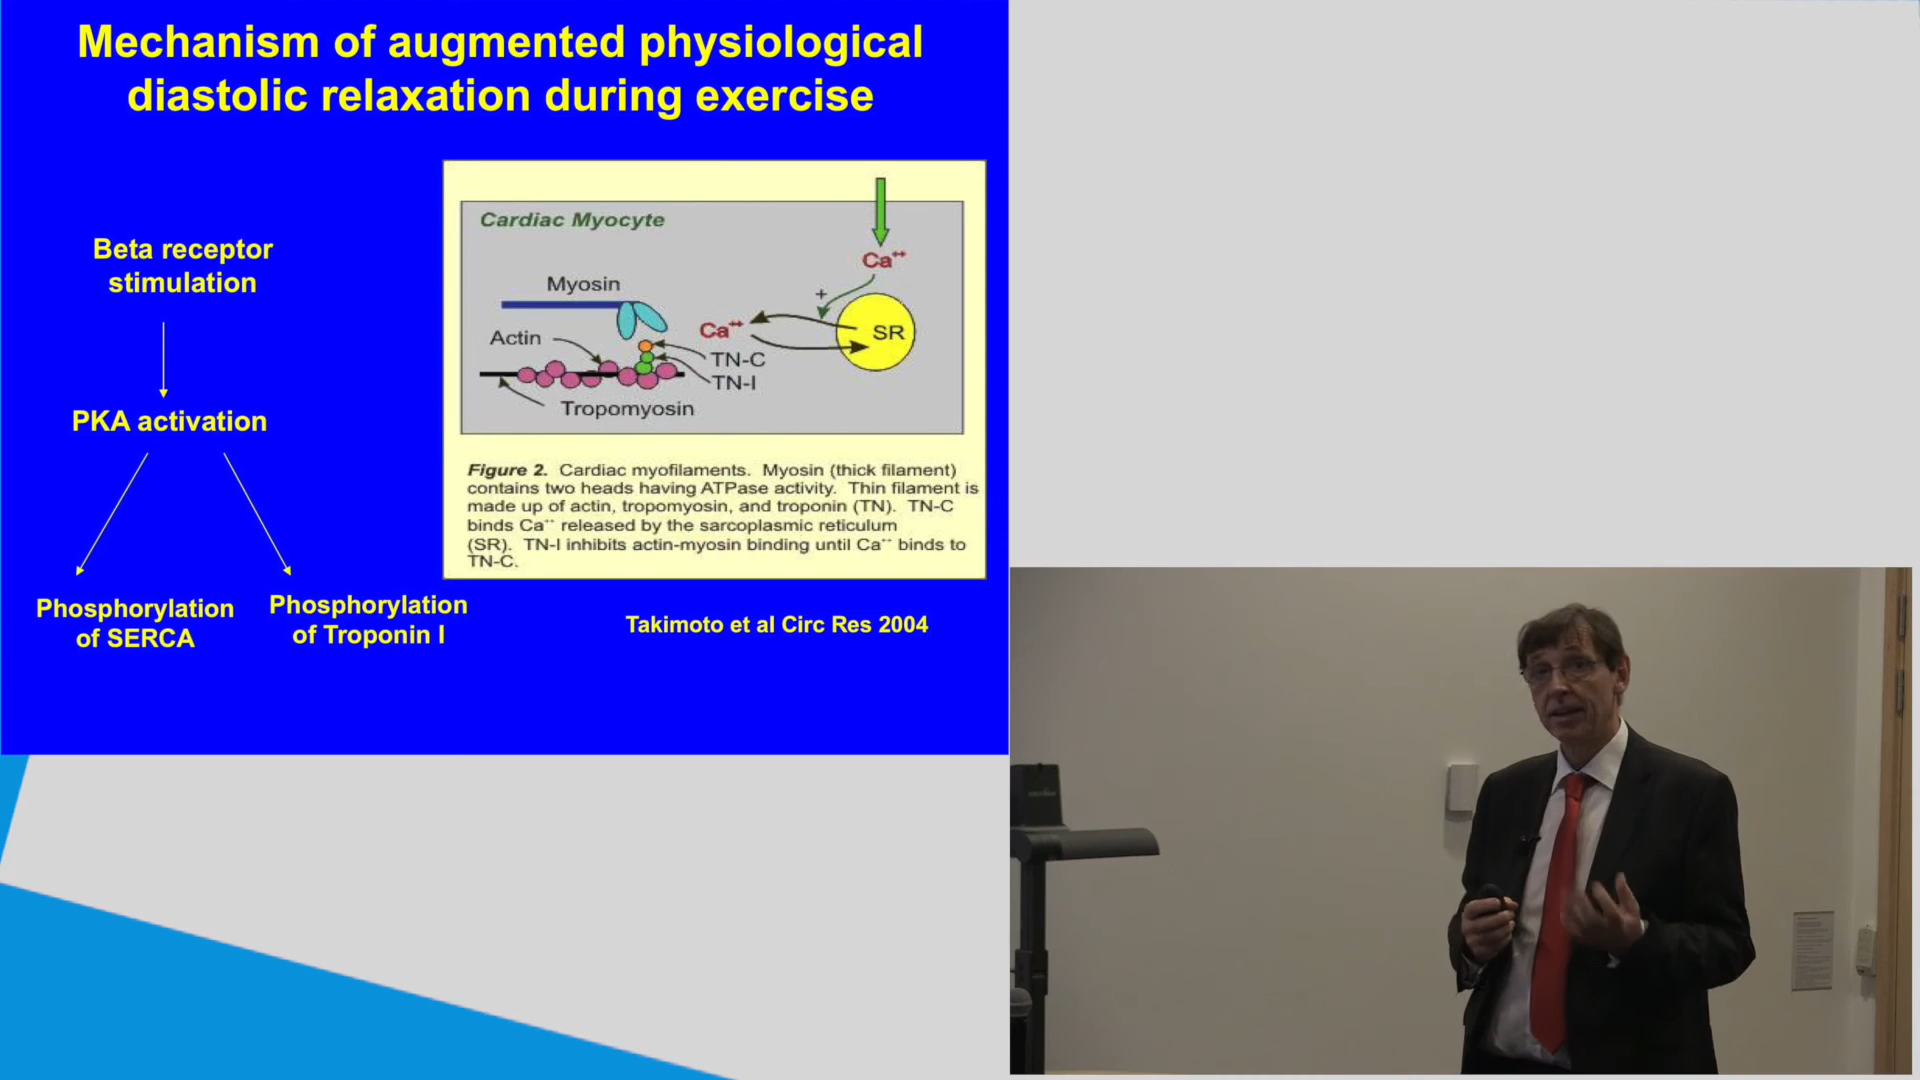 Mechanism of augmented physiological
diastolic relaxation during exercise
Beta receptor
stimulation
PKA activation
Phosphorylation
of SERCA
Phosphorylation
of Troponin I
Cardiac Myocyte
Ca⁺⁺
Myosin
+
Ca⁺⁺
SR
Actin
TN-C
TN-I
Tropomyosin
Figure 2. Cardiac myofilaments. Myosin (thick filament)
contains two heads having ATPase activity. Thin filament is
made up of actin, tropomyosin, and troponin (TN). TN-C
binds Ca⁺⁺ released by the sarcoplasmic reticulum
(SR). TN-I inhibits actin-myosin binding until Ca⁺⁺ binds to
TN-C.
Takimoto et al Circ Res 2004